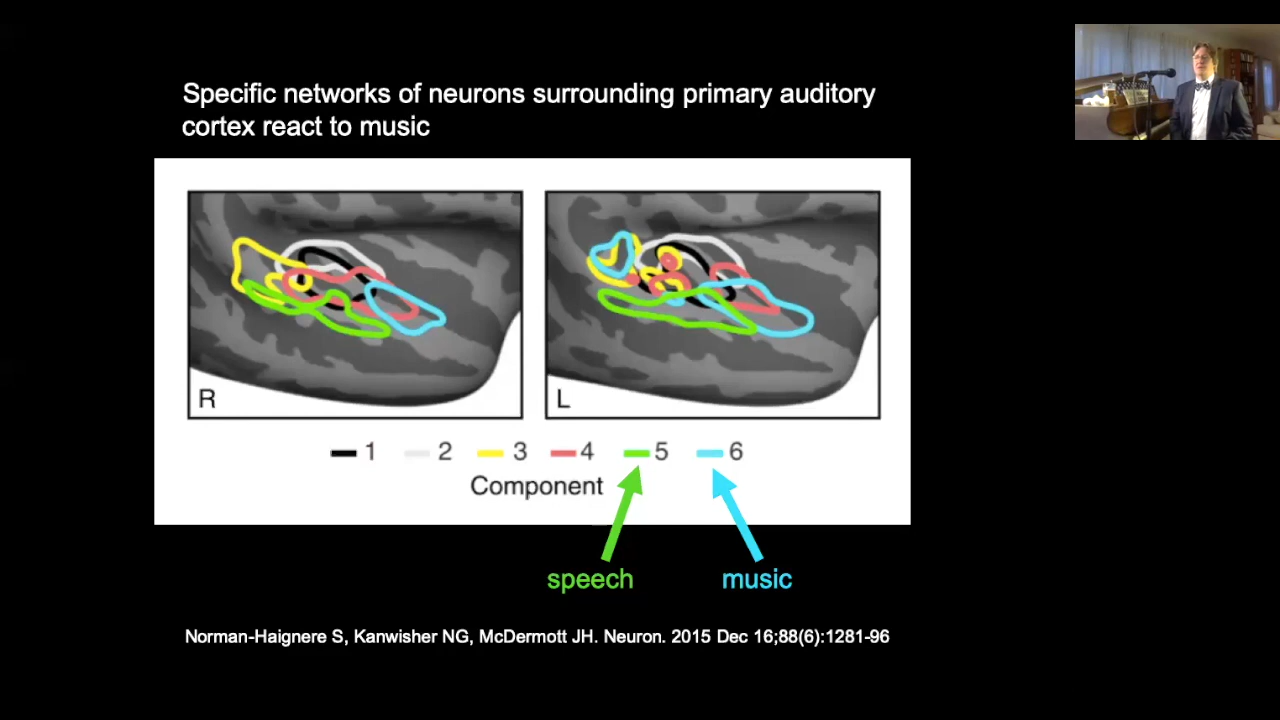 Specific networks of neurons surrounding primary auditory
cortex react to music
R
L
1 2 3 4 5 6
Component
speech music
Norman-Haignere S, Kanwisher NG, McDermott JH. Neuron. 2015 Dec 16;88(6):1281-96